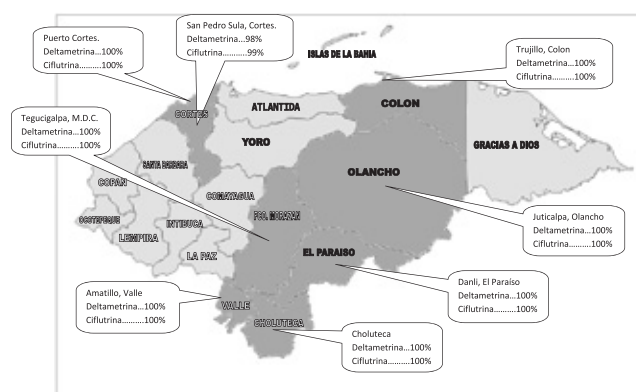 Puerto Cortes.
Deltametrina...100%
Ciflutrina..........100%
San Pedro Sula, Cortes.
Deltametrina...98%
Ciflutrina..........99%
ISLAS DE LA BAHIA
Trujillo, Colon
Deltametrina...100%
Ciflutrina..........100%
Tegucigalpa, M.D.C.
Deltametrina...100%
Ciflutrina..........100%
CORTES
ATLANTIDA
COLON
YORO
GRACIAS A DIOS
SANTA BARBARA
COPAN
COMAYAGUA
OLANCHO
OCOTEPEQUE
LEMPIRA
INTIBUCA
FCO. MORAZAN
LA PAZ
EL PARAISO
Juticalpa, Olancho
Deltametrina...100%
Ciflutrina..........100%
Danli, El Paraíso
Deltametrina...100%
Ciflutrina..........100%
Amatillo, Valle
Deltametrina...100%
Ciflutrina..........100%
VALLE
CHOLUTECA
Choluteca
Deltametrina...100%
Ciflutrina..........100%